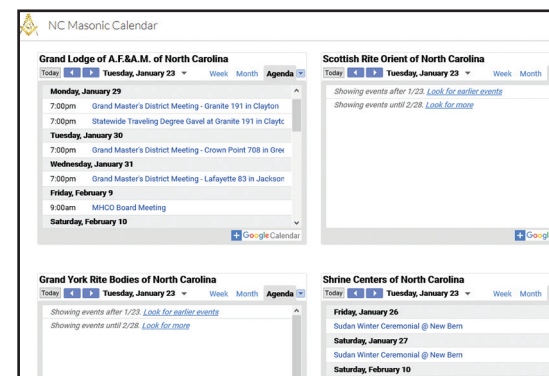 NC Masonic Calendar
Grand Lodge of A.F.&A.M. of North Carolina
Today Tuesday, January 23 Week Month Agenda
Monday, January 29
7:00pm Grand Master's District Meeting - Granite 191 in Clayton
7:00pm Statewide Traveling Degree Gavel at Granite 191 in Clayto
Tuesday, January 30
7:00pm Grand Master's District Meeting - Crown Point 708 in Gree
Wednesday, January 31
7:00pm Grand Master's District Meeting - Lafayette 83 in Jackson
Friday, February 9
9:00am MHCO Board Meeting
Saturday, February 10
Google Calendar
Scottish Rite Orient of North Carolina
Today Tuesday, January 23 Week Month
Showing events after 1/23. Look for earlier events
Showing events until 2/28. Look for more
Googl
Grand York Rite Bodies of North Carolina
Today Tuesday, January 23 Week Month Agenda
Showing events after 1/23. Look for earlier events
Showing events until 2/28. Look for more
Shrine Centers of North Carolina
Today Tuesday, January 23 Week Month
Friday, January 26
Sudan Winter Ceremonial @ New Bern
Saturday, January 27
Sudan Winter Ceremonial @ New Bern
Saturday, February 10